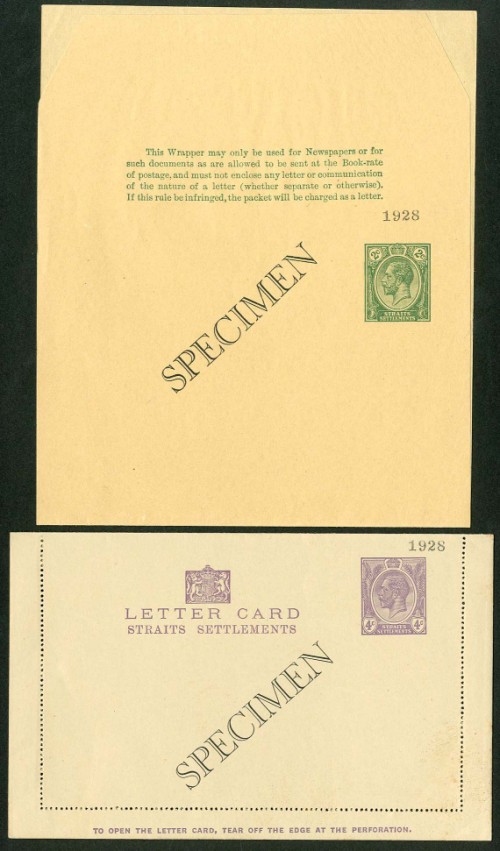 This Wrapper may only be used for Newspapers or for
such documents as are allowed to be sent at the Book-rate
of postage, and must not enclose any letter or communication
of the nature of a letter (whether separate or otherwise).
If this rule be infringed, the packet will be charged as a letter.
1928
2c 2c
STRAITS
SETTLEMENTS
SPECIMEN
1928
LETTER CARD
STRAITS SETTLEMENTS
4c STRAITS 4c
SETTLEMENTS
SPECIMEN
TO OPEN THE LETTER CARD, TEAR OFF THE EDGE AT THE PERFORATION.